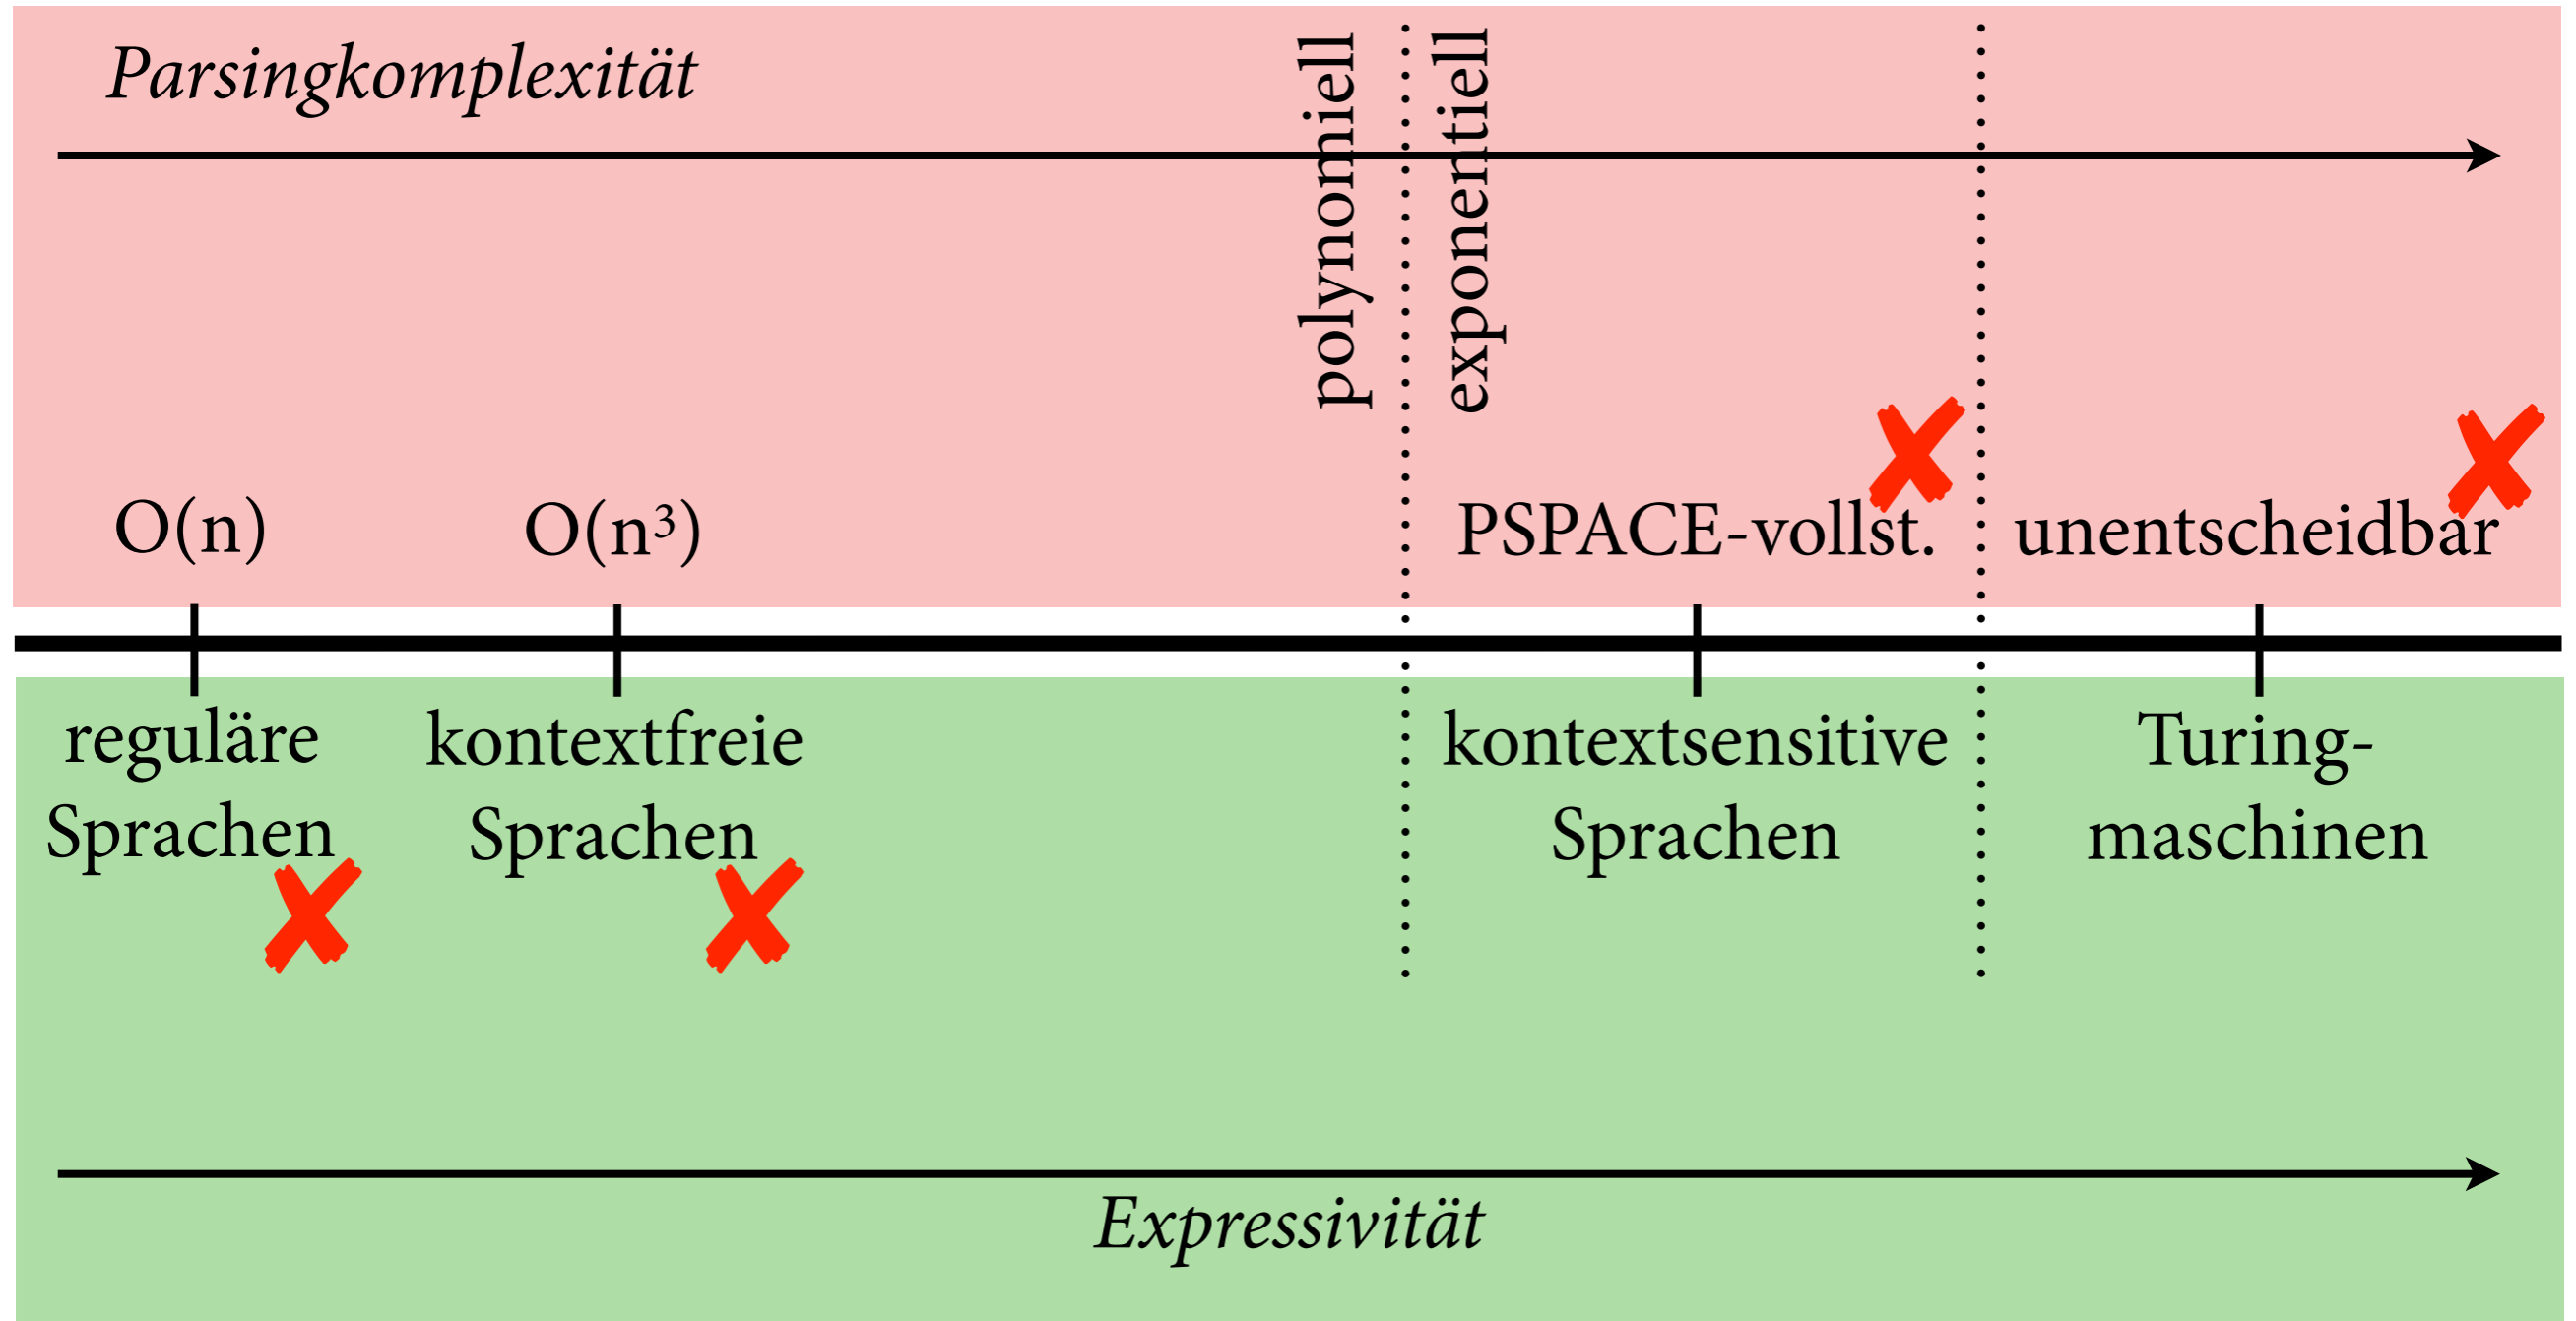 Parsingkomplexität
polynomiell
exponentiell
O(n)
O(n³)
PSPACE-vollst.
unentscheidbar
reguläre
Sprachen
kontextfreie
Sprachen
kontextsensitive
Sprachen
Turing-
maschinen
Expressivität